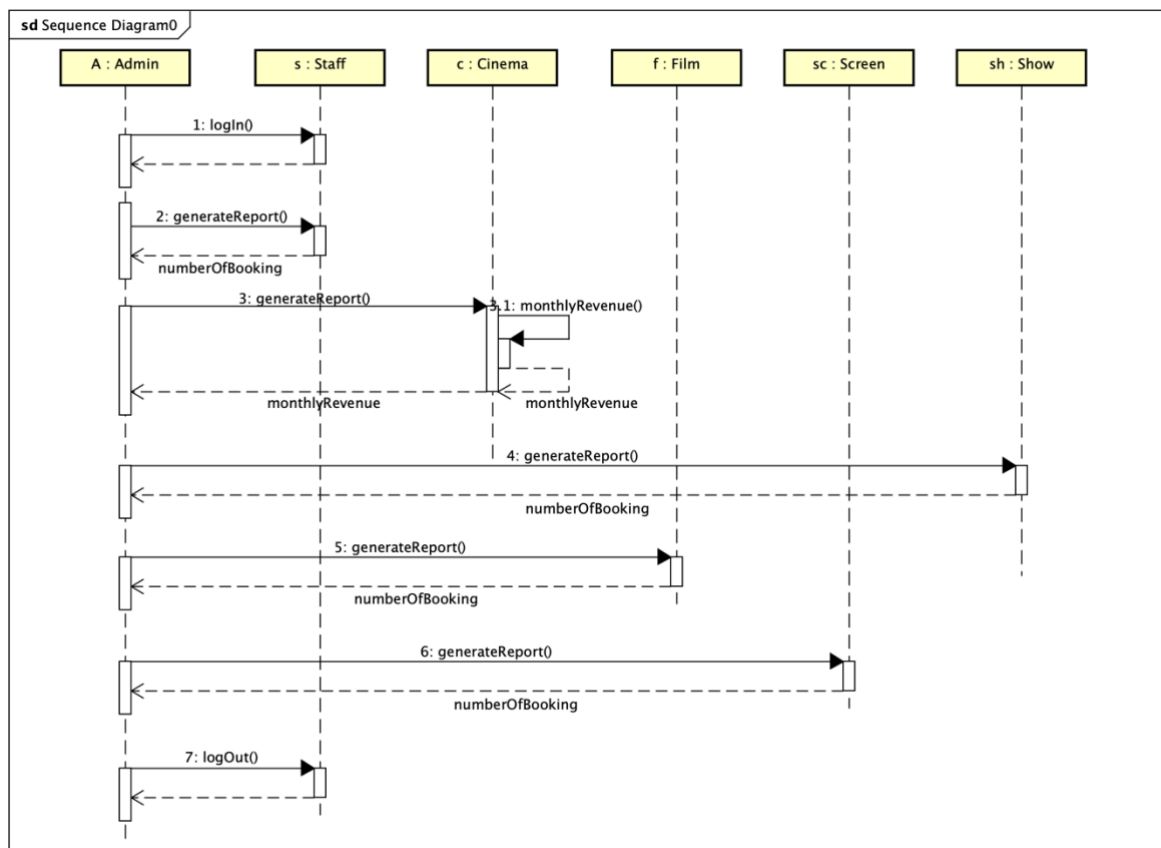 sd Sequence Diagram0
A : Admin
s : Staff
c : Cinema
f : Film
sc : Screen
sh : Show
1: logIn()
2: generateReport()
numberOfBooking
3: generateReport()
3.1: monthlyRevenue()
monthlyRevenue
monthlyRevenue
4: generateReport()
numberOfBooking
5: generateReport()
numberOfBooking
6: generateReport()
numberOfBooking
7: logOut()